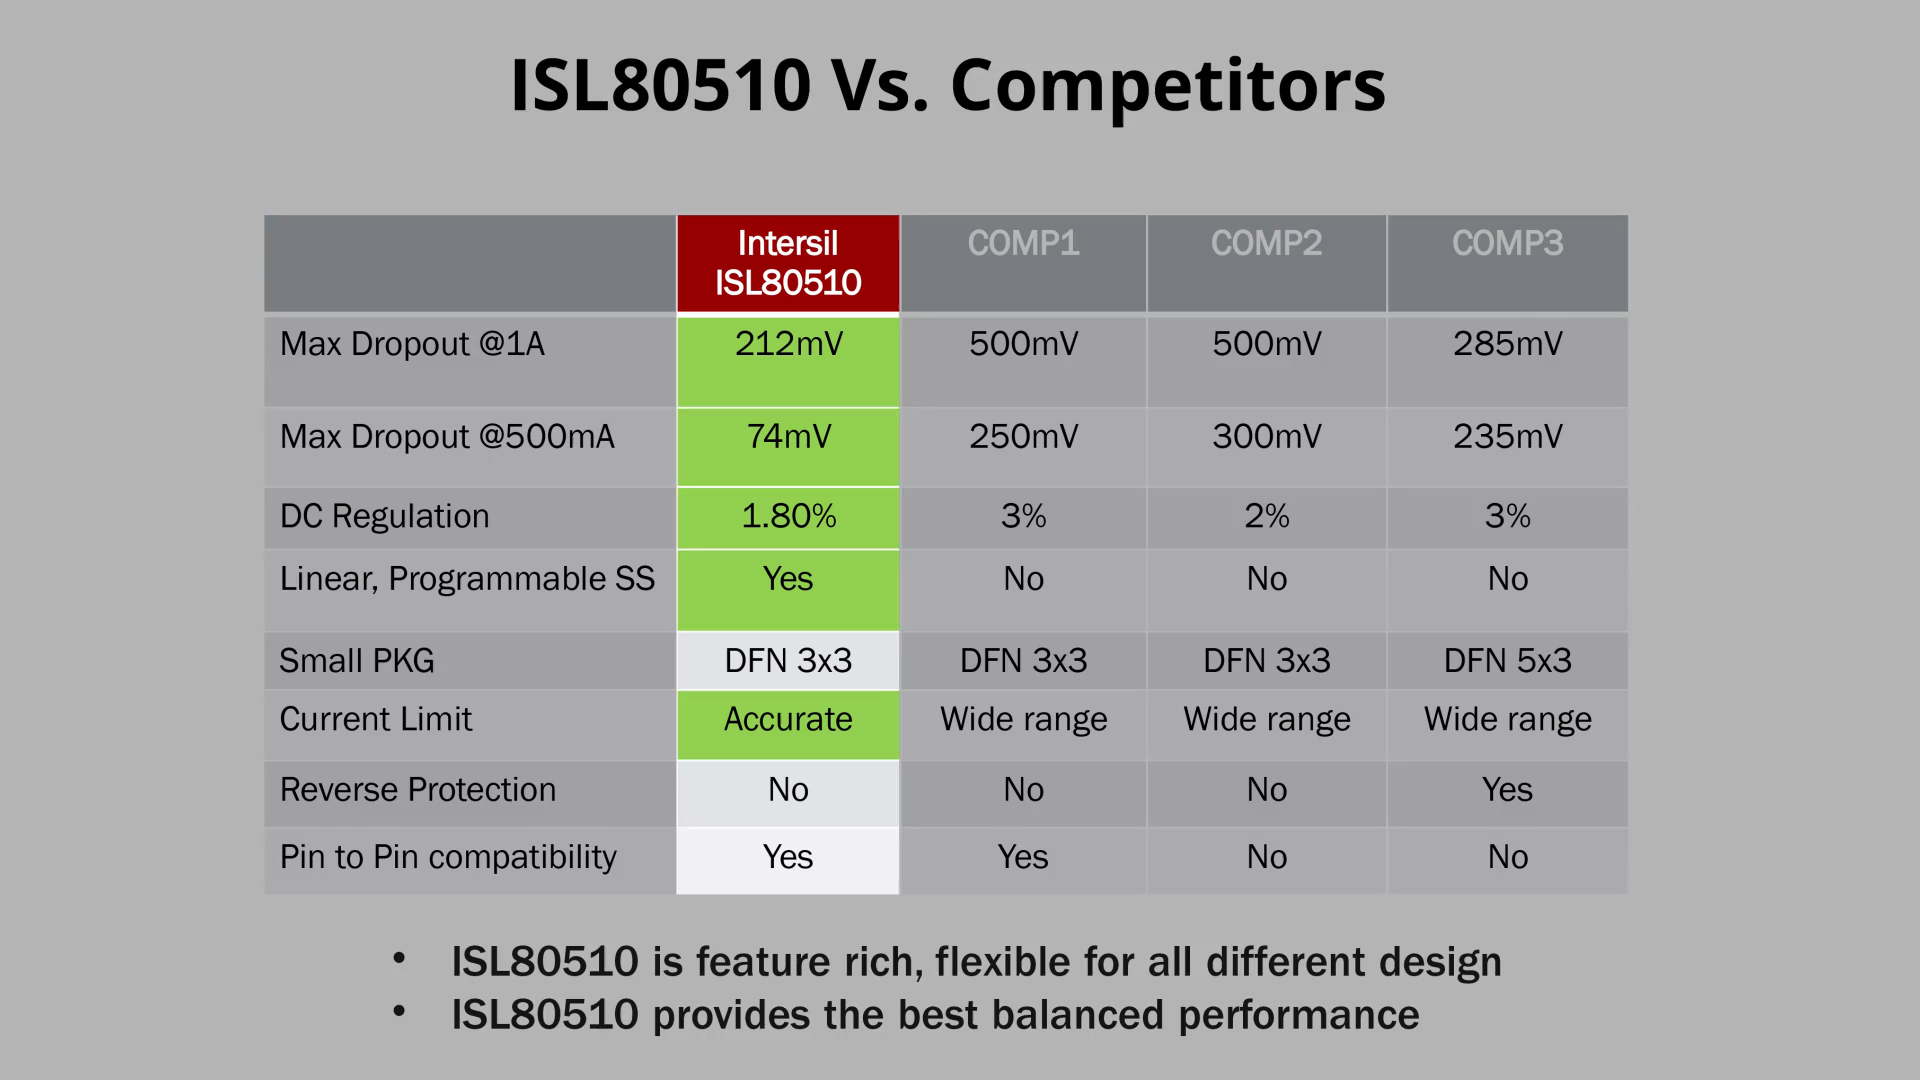 ISL80510 Vs. Competitors
Intersil ISL80510 COMP1 COMP2 COMP3
Max Dropout @1A 212mV 500mV 500mV 285mV
Max Dropout @500mA 74mV 250mV 300mV 235mV
DC Regulation 1.80% 3% 2% 3%
Linear, Programmable SS Yes No No No
Small PKG DFN 3x3 DFN 3x3 DFN 3x3 DFN 5x3
Current Limit Accurate Wide range Wide range Wide range
Reverse Protection No No No Yes
Pin to Pin compatibility Yes Yes No No
• ISL80510 is feature rich, flexible for all different design
• ISL80510 provides the best balanced performance